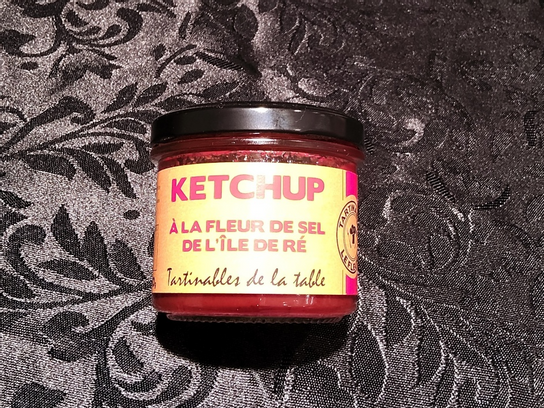 KETCHUP
À LA FLEUR DE SEL
DE L'ÎLE DE RÉ
Tartinables de la table